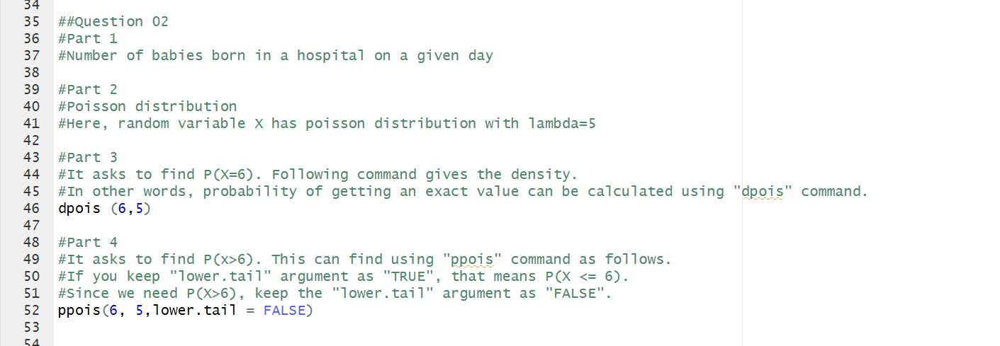 34
35 ##Question 02
36 #Part 1
37 #Number of babies born in a hospital on a given day
38
39 #Part 2
40 #Poisson distribution
41 #Here, random variable X has poisson distribution with lambda=5
42
43 #Part 3
44 #It asks to find P(X=6). Following command gives the density.
45 #In other words, probability of getting an exact value can be calculated using "dpois" command.
46 dpois (6,5)
47
48 #Part 4
49 #It asks to find P(x>6). This can find using "ppois" command as follows.
50 #If you keep "lower.tail" argument as "TRUE", that means P(X <= 6).
51 #Since we need P(X>6), keep the "lower.tail" argument as "FALSE".
52 ppois(6, 5,lower.tail = FALSE)
53
54